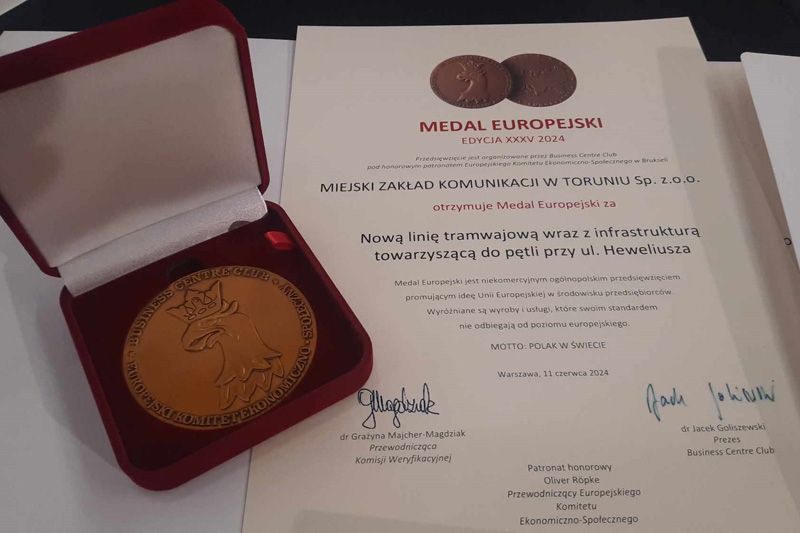 BUSINESS CENTRE CLUB
EUROPEJSKI KOMITET EKONOMICZNO-SPOŁECZNY
MEDAL EUROPEJSKI
EDYCJA XXXV 2024
Przedsięwzięcie jest organizowane przez Business Centre Club
pod honorowym patronatem Europejskiego Komitetu Ekonomiczno-Społecznego w Brukseli
MIEJSKI ZAKŁAD KOMUNIKACJI W TORUNIU Sp. z.o.o.
otrzymuje Medal Europejski za
Nową linię tramwajową wraz z infrastrukturą
towarzyszącą do pętli przy ul. Heweliusza
Medal Europejski jest niekomercyjnym ogólnopolskim przedsięwzięciem
promującym ideę Unii Europejskiej w środowisku przedsiębiorców.
Wyróżniane są wyroby i usługi, które swoim standardem
nie odbiegają od poziomu europejskiego.
MOTTO: POLAK W ŚWIECIE
Warszawa, 11 czerwca 2024
dr Grażyna Majcher-Magdziak
Przewodnicząca
Komisji Weryfikacyjnej
dr Jacek Goliszewski
Prezes
Business Centre Club
Patronat honorowy
Oliver Röpke
Przewodniczący Europejskiego
Komitetu
Ekonomiczno-Społecznego